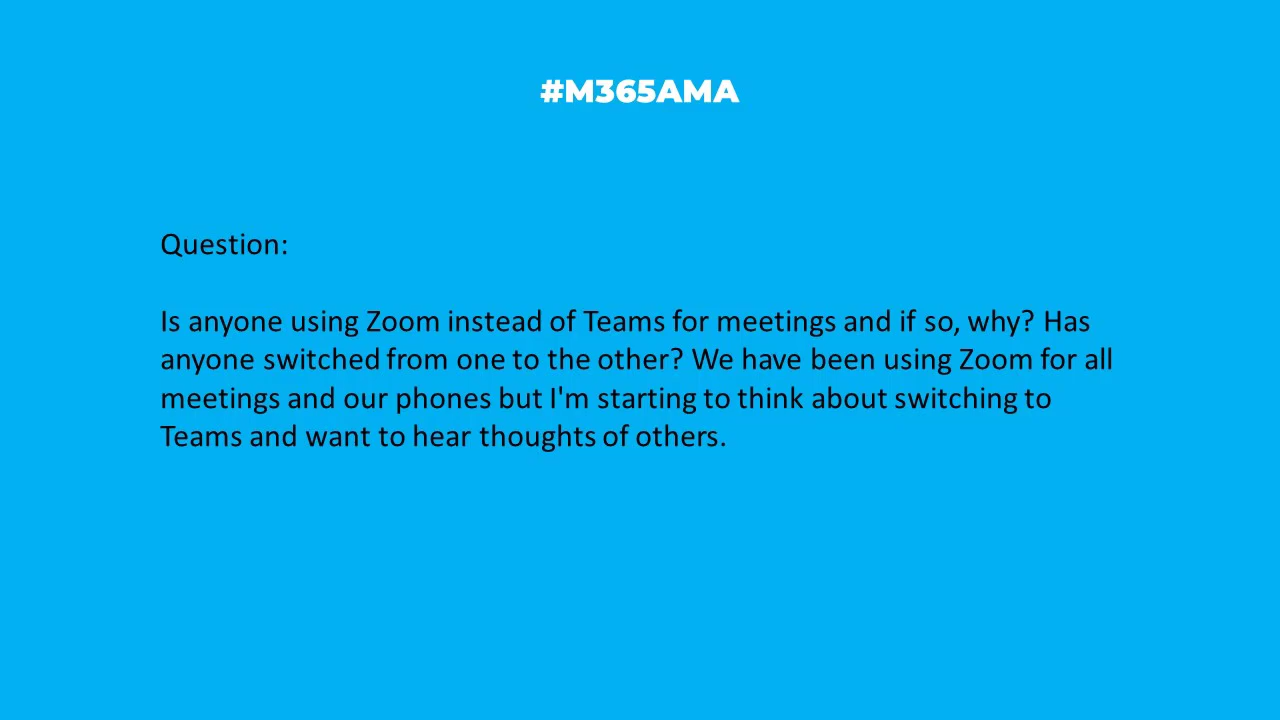 #M365AMA
Question:
Is anyone using Zoom instead of Teams for meetings and if so, why? Has
anyone switched from one to the other? We have been using Zoom for all
meetings and our phones but I'm starting to think about switching to
Teams and want to hear thoughts of others.